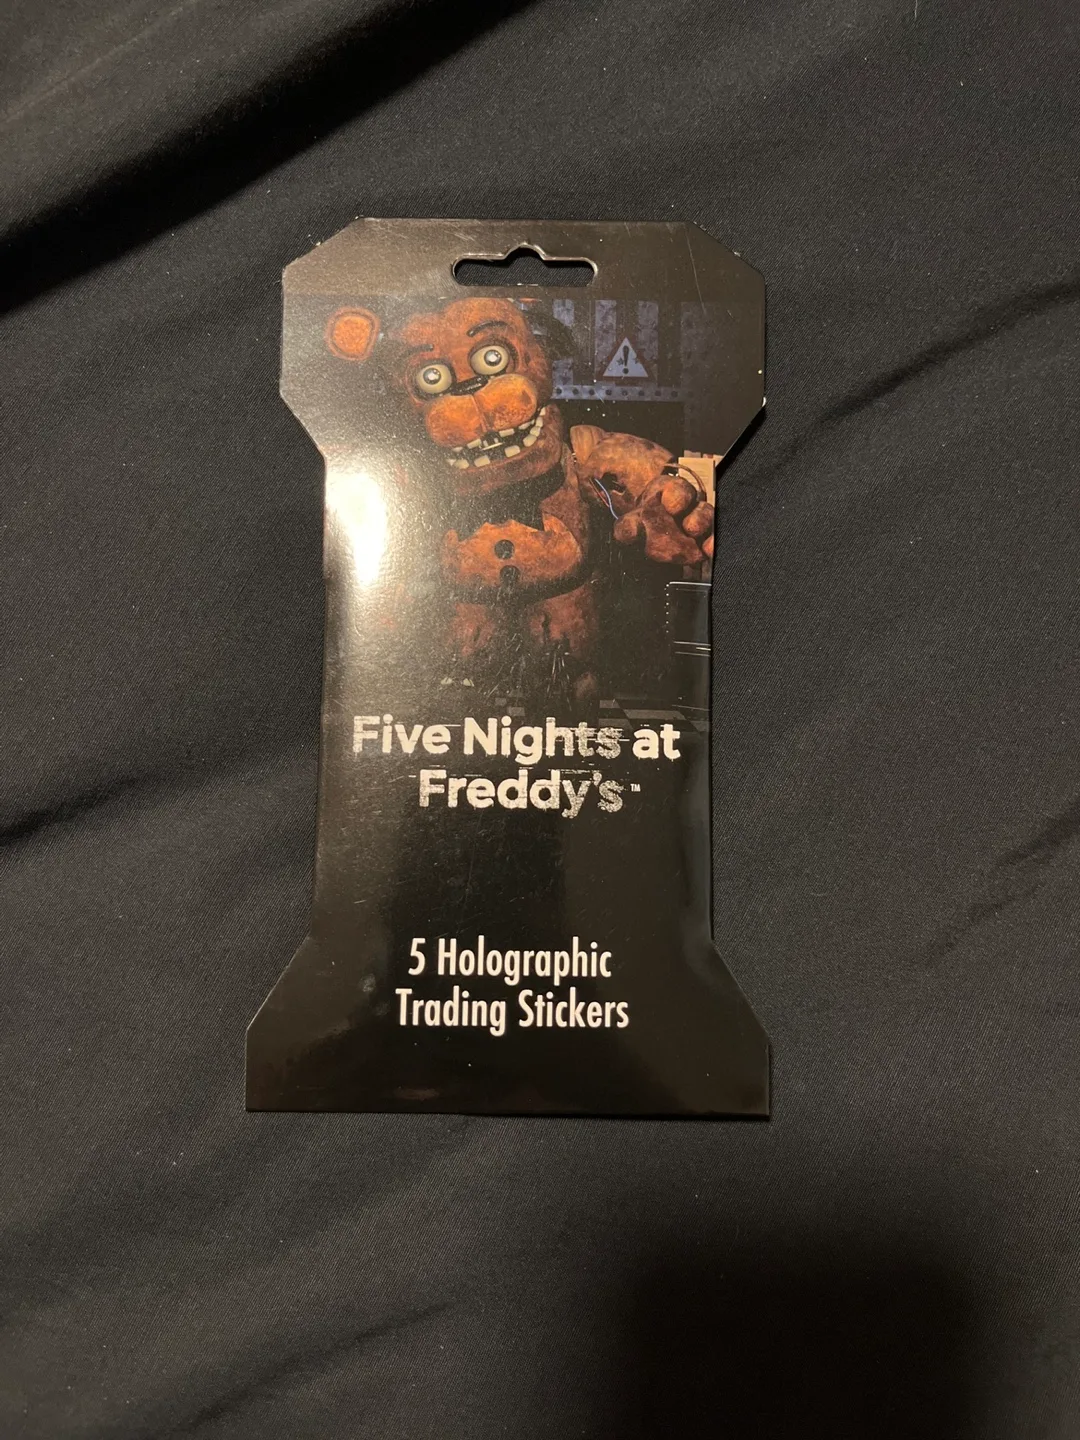 Five Nights at
Freddy's™
5 Holographic
Trading Stickers